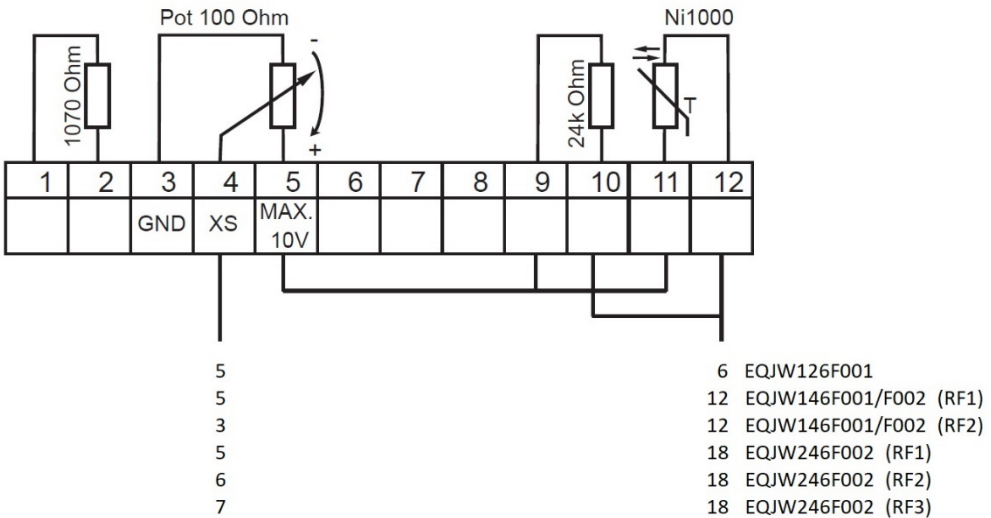 Pot 100 Ohm
Ni1000
1070 Ohm
-
+
24k Ohm
T
1 2 3 4 5 6 7 8 9 10 11 12
GND XS MAX. 10V
5 6 EQJW126F001
5 12 EQJW146F001/F002 (RF1)
3 12 EQJW146F001/F002 (RF2)
5 18 EQJW246F002 (RF1)
6 18 EQJW246F002 (RF2)
7 18 EQJW246F002 (RF3)